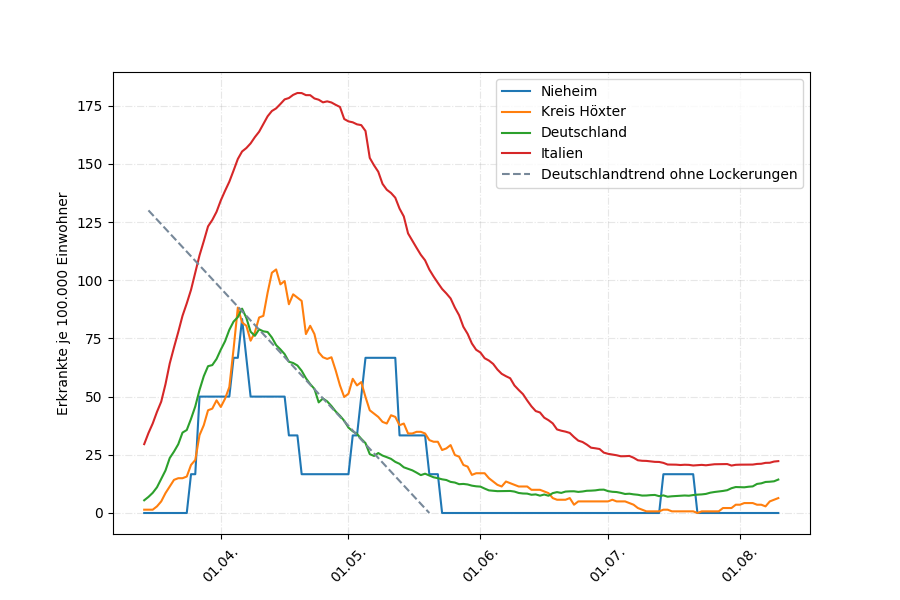 Nieheim
Kreis Höxter
Deutschland
Italien
Deutschlandtrend ohne Lockerungen
Erkrankte je 100.000 Einwohner
175
150
125
100
75
50
25
0
01.04.
01.05.
01.06.
01.07.
01.08.